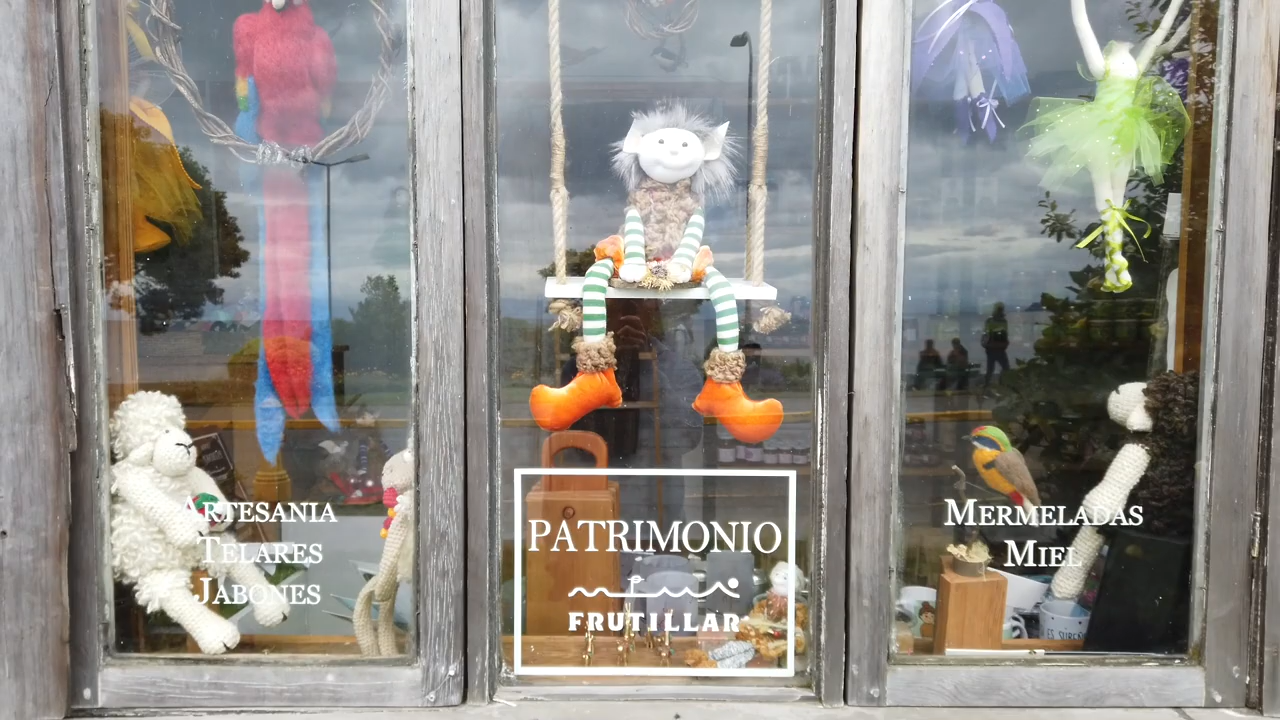 ARTESANIA
TELARES
JABONES
PATRIMONIO
FRUTILLAR
MERMELADAS
MIEL